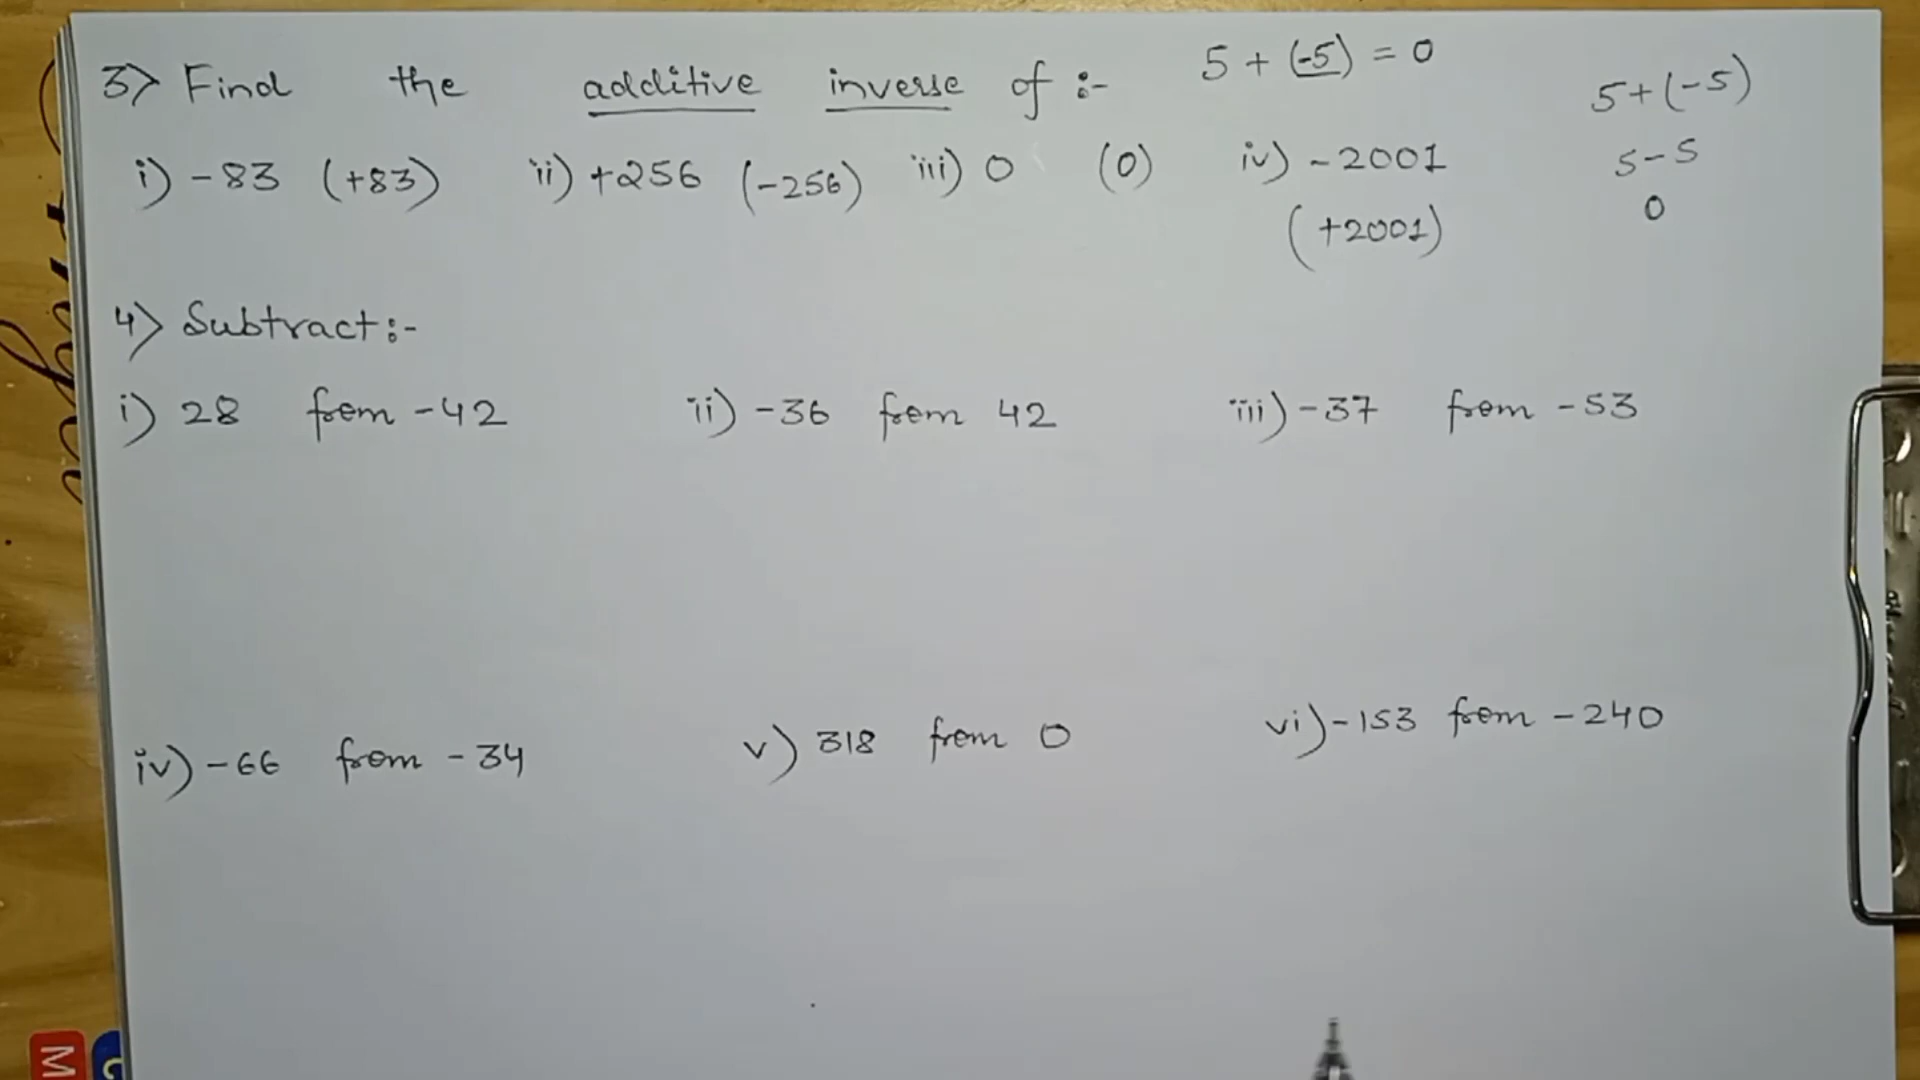 3) Find the additive inverse of :- 5 + (-5) = 0
5+(-5)
5-5
0
i) -83 (+83) ii) +256 (-256) iii) 0 (0) iv) -2001
(+2001)
4) Subtract :-
i) 28 from -42 ii) -36 from 42 iii) -37 from -53
iv) -66 from -34 v) 318 from 0 vi) -153 from -240
M